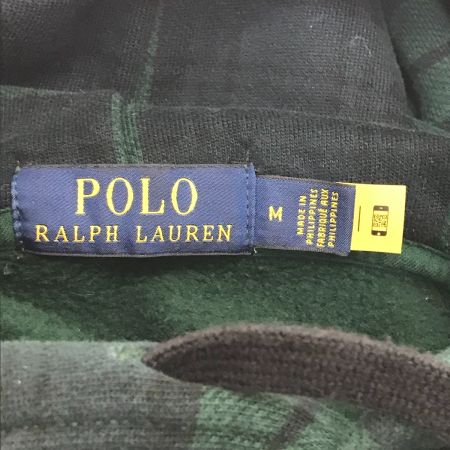 POLO
RALPH LAUREN
M
MADE IN
PHILIPPINES
FABRIQUÉ AUX
PHILIPPINES